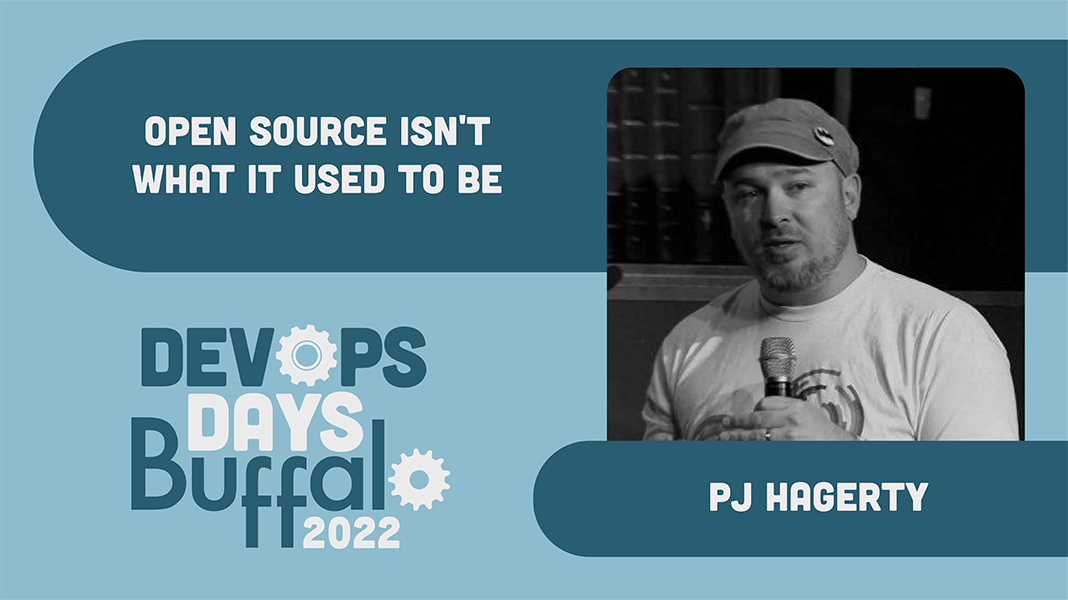 OPEN SOURCE ISN'T
WHAT IT USED TO BE
DEVOPS
DAYS
Buffalo
2022
PJ HAGERTY